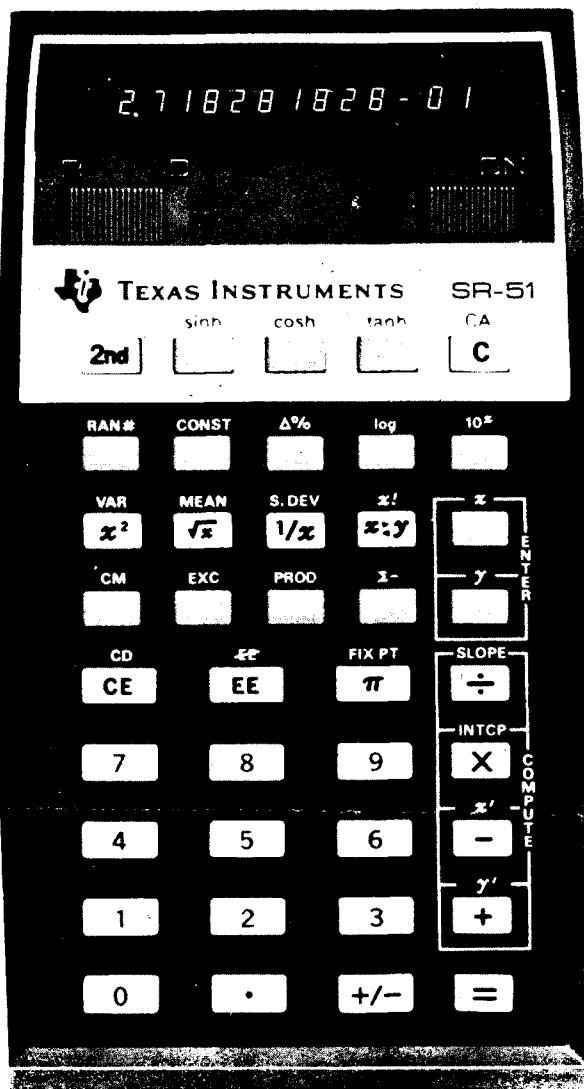 2.718281828-01
ON
TEXAS INSTRUMENTS SR-51
sinh cosh tanh CA
2nd C
RAN# CONST Δ% log 10ˣ
VAR MEAN S.DEV x! x
x² √x 1/x x:y
ENTER
CM EXC PROD Σ- y
CD EE FIX PT SLOPE
CE EE π ÷
INTCP
7 8 9 ×
COMPUTE
x'
4 5 6 −
y'
1 2 3 +
0 . +/- =